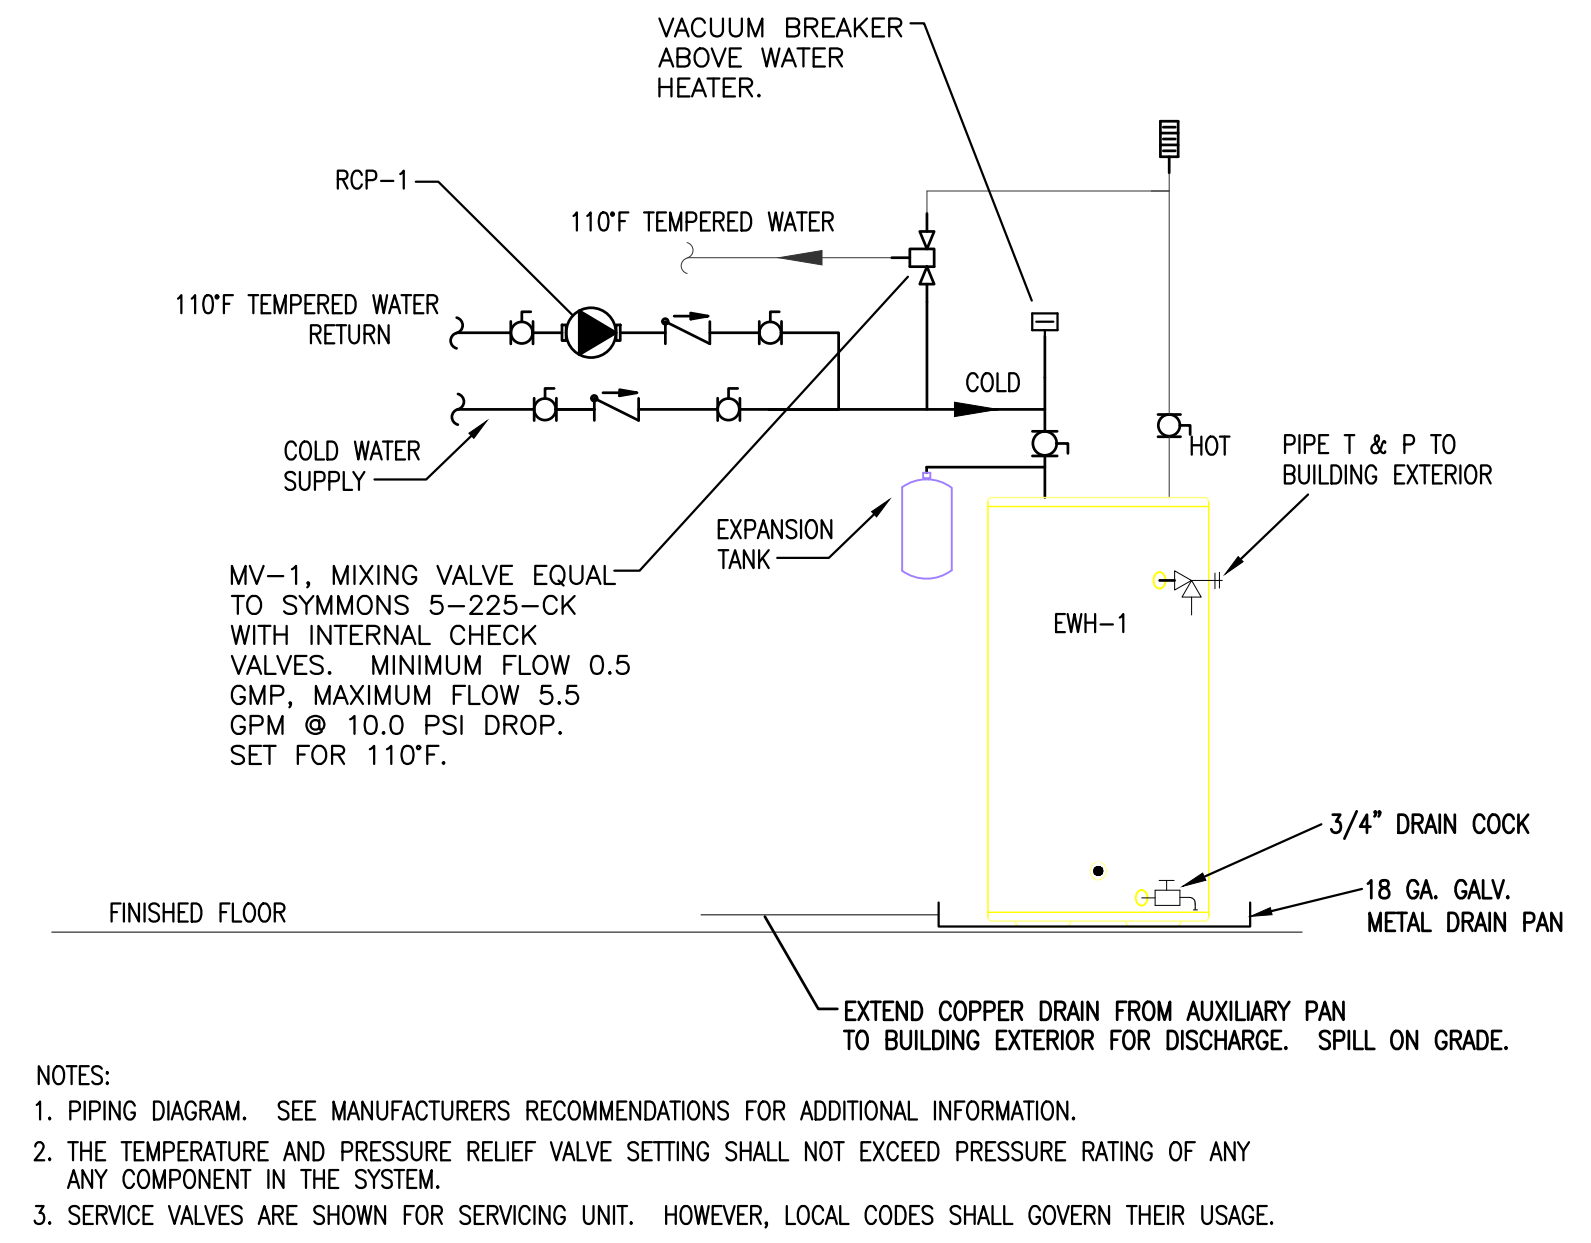 VACUUM BREAKER
ABOVE WATER
HEATER.
RCP-1
110°F TEMPERED WATER
110°F TEMPERED WATER
RETURN
COLD
COLD WATER
SUPPLY
HOT
PIPE T & P TO
BUILDING EXTERIOR
EXPANSION
TANK
MV-1, MIXING VALVE EQUAL
TO SYMMONS 5-225-CK
WITH INTERNAL CHECK
VALVES. MINIMUM FLOW 0.5
GMP, MAXIMUM FLOW 5.5
GPM @ 10.0 PSI DROP.
SET FOR 110°F.
EWH-1
3/4" DRAIN COCK
18 GA. GALV.
METAL DRAIN PAN
FINISHED FLOOR
EXTEND COPPER DRAIN FROM AUXILIARY PAN
TO BUILDING EXTERIOR FOR DISCHARGE. SPILL ON GRADE.
NOTES:
1. PIPING DIAGRAM. SEE MANUFACTURERS RECOMMENDATIONS FOR ADDITIONAL INFORMATION.
2. THE TEMPERATURE AND PRESSURE RELIEF VALVE SETTING SHALL NOT EXCEED PRESSURE RATING OF ANY
ANY COMPONENT IN THE SYSTEM.
3. SERVICE VALVES ARE SHOWN FOR SERVICING UNIT. HOWEVER, LOCAL CODES SHALL GOVERN THEIR USAGE.